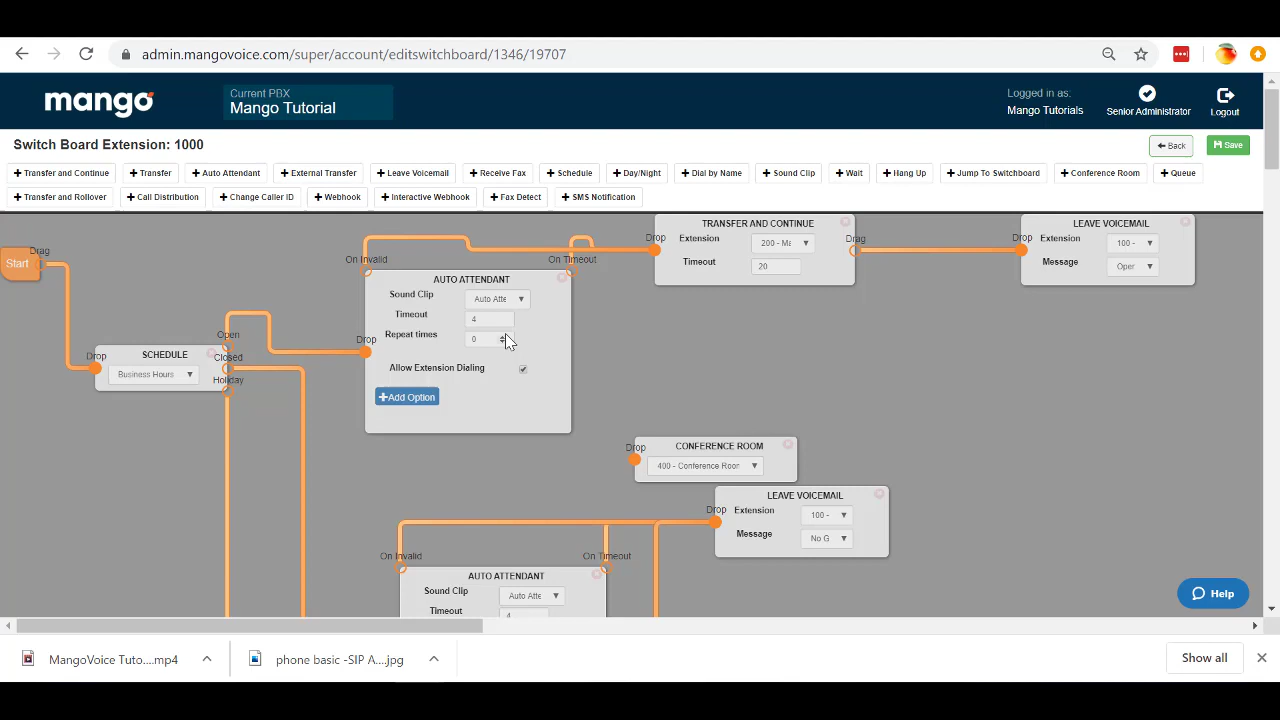 admin.mangovoice.com/super/account/editswitchboard/1346/19707
mango
Current PBX
Mango Tutorial
Logged in as:
Mango Tutorials
Senior Administrator
Logout
Switch Board Extension: 1000
Back
Save
Transfer and Continue
Transfer
Auto Attendant
External Transfer
Leave Voicemail
Receive Fax
Schedule
Day/Night
Dial by Name
Sound Clip
Wait
Hang Up
Jump To Switchboard
Conference Room
Queue
Transfer and Rollover
Call Distribution
Change Caller ID
Webhook
Interactive Webhook
Fax Detect
SMS Notification
Start
Drag
Drop
SCHEDULE
Business Hours
Open
Closed
Holiday
On Invalid
On Timeout
Drop
AUTO ATTENDANT
Sound Clip
Auto Atte
Timeout
4
Repeat times
0
Allow Extension Dialing
Add Option
Drop
TRANSFER AND CONTINUE
Extension
200 - Ma
Timeout
20
Drag
Drop
LEAVE VOICEMAIL
Extension
100 -
Message
Oper
Drop
CONFERENCE ROOM
400 - Conference Roor
Drop
LEAVE VOICEMAIL
Extension
100 -
Message
No G
On Invalid
On Timeout
AUTO ATTENDANT
Sound Clip
Auto Atte
Timeout
4
Help
MangoVoice Tuto....mp4
phone basic -SIP A....jpg
Show all